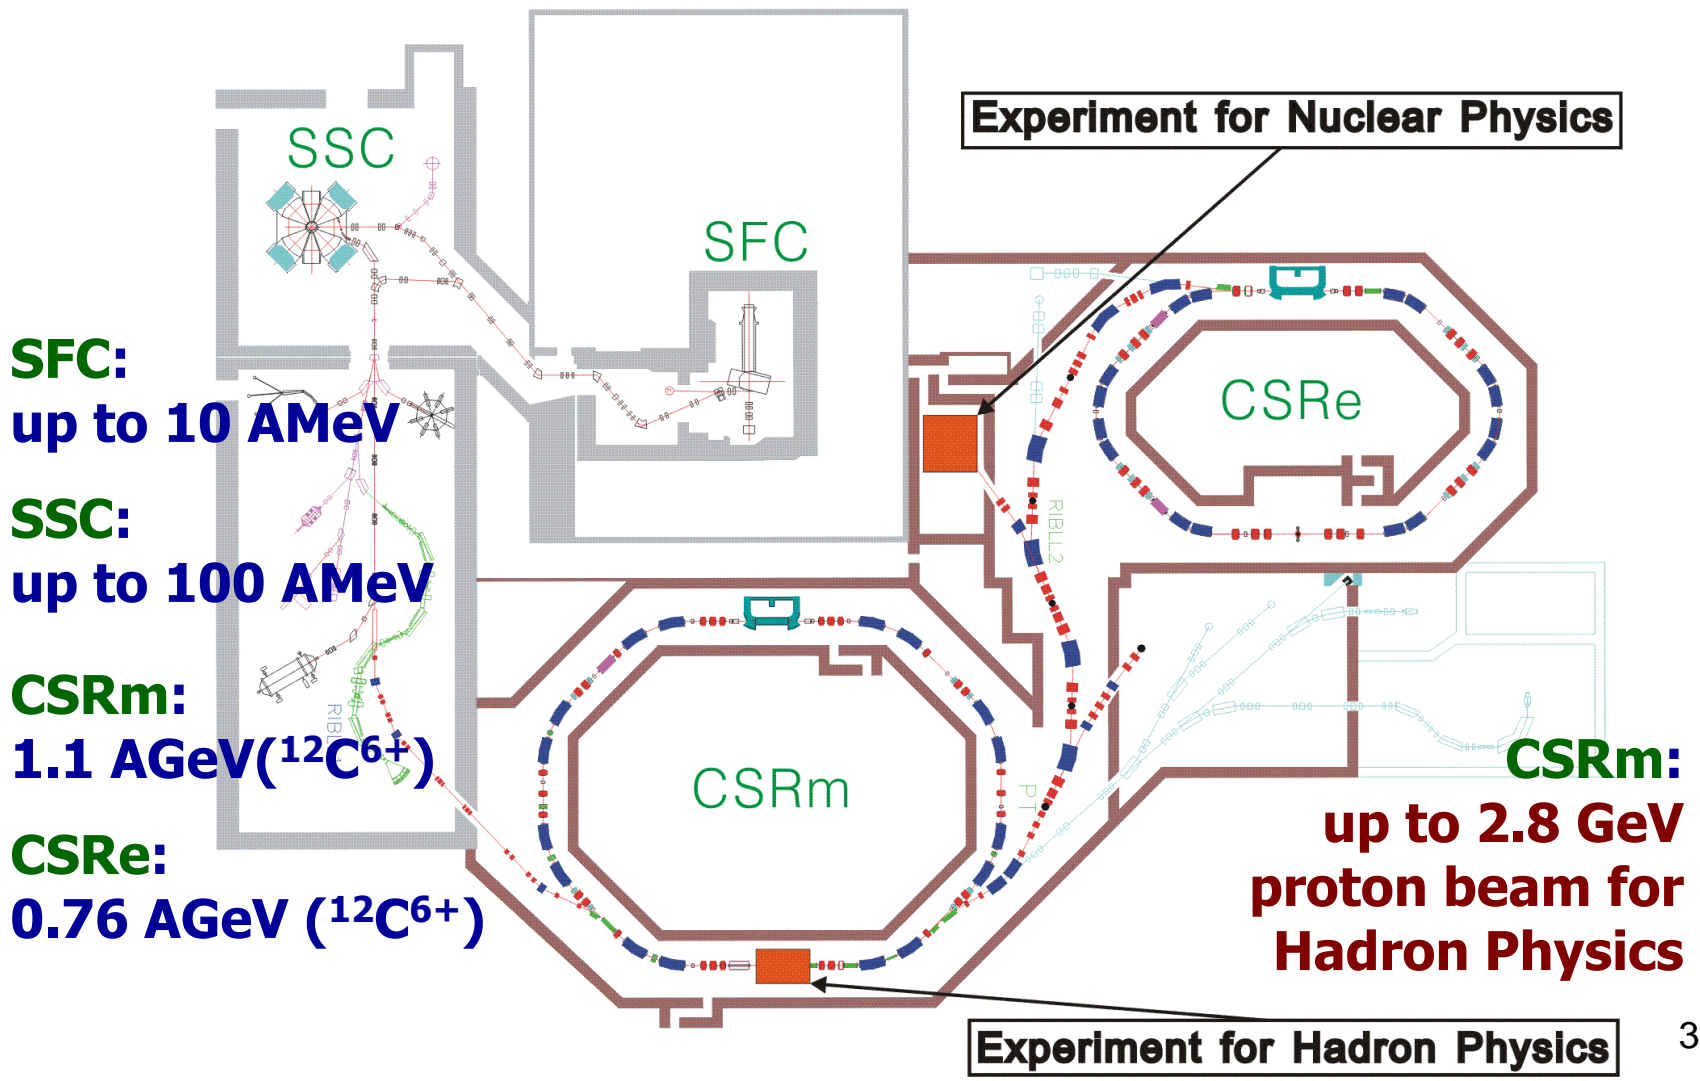 Experiment for Nuclear Physics
SSC
SFC
SFC:
up to 10 AMeV
CSRe
SSC:
up to 100 AMeV
RIBLL2
CSRm:
1.1 AGeV(¹²C⁶⁺)
CSRm
PT
CSRe:
0.76 AGeV (¹²C⁶⁺)
CSRm:
up to 2.8 GeV
proton beam for
Hadron Physics
Experiment for Hadron Physics
3